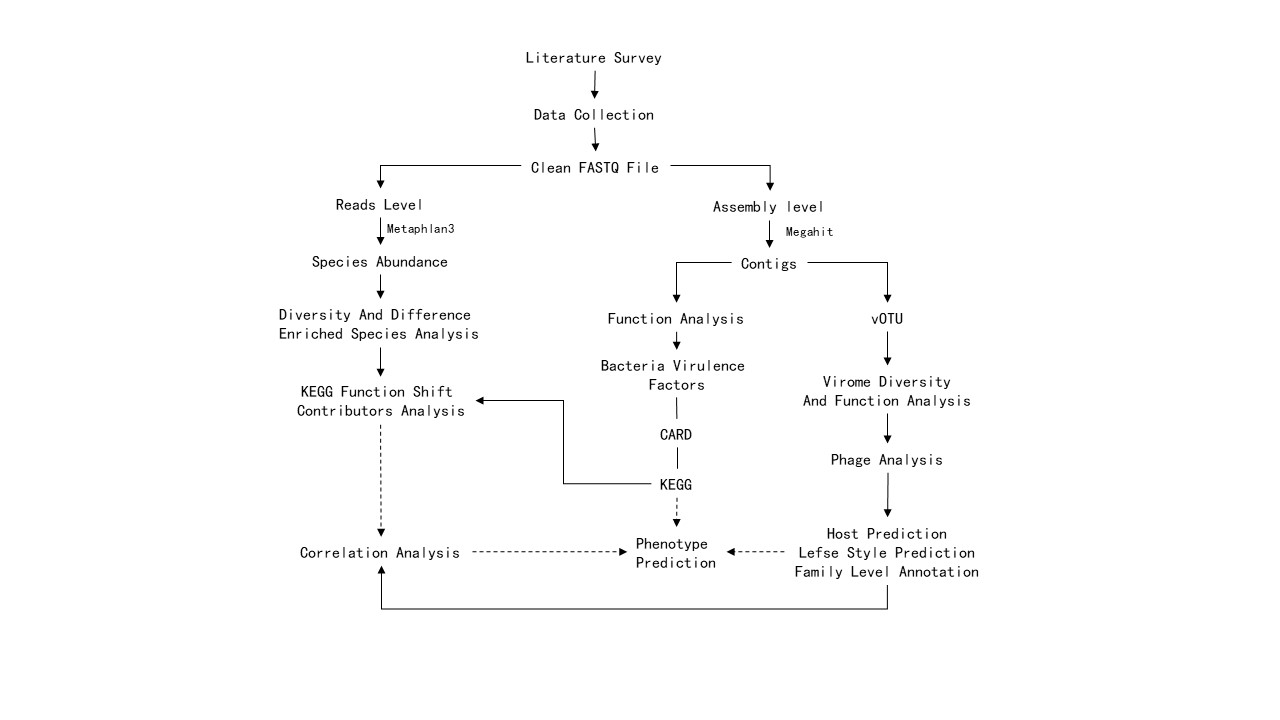 Literature Survey
Data Collection
Clean FASTQ File
Reads Level
Assembly level
Metaphlan3
Megahit
Species Abundance
Contigs
Diversity And Difference
Enriched Species Analysis
Function Analysis
vOTU
Bacteria Virulence
Factors
KEGG Function Shift
Contributors Analysis
Virome Diversity
And Function Analysis
CARD
Phage Analysis
KEGG
Correlation Analysis
Phenotype
Prediction
Host Prediction
Lefse Style Prediction
Family Level Annotation